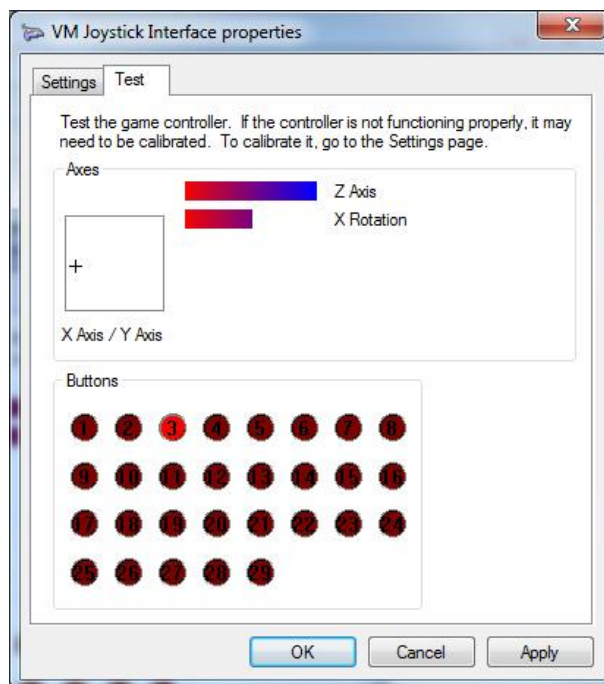 VM Joystick Interface properties
Settings Test
Test the game controller. If the controller is not functioning properly, it may
need to be calibrated. To calibrate it, go to the Settings page.
Axes
Z Axis
X Rotation
X Axis / Y Axis
Buttons
1 2 3 4 5 6 7 8
9 10 11 12 13 14 15 16
17 18 19 20 21 22 23 24
25 26 27 28 29
OK Cancel Apply